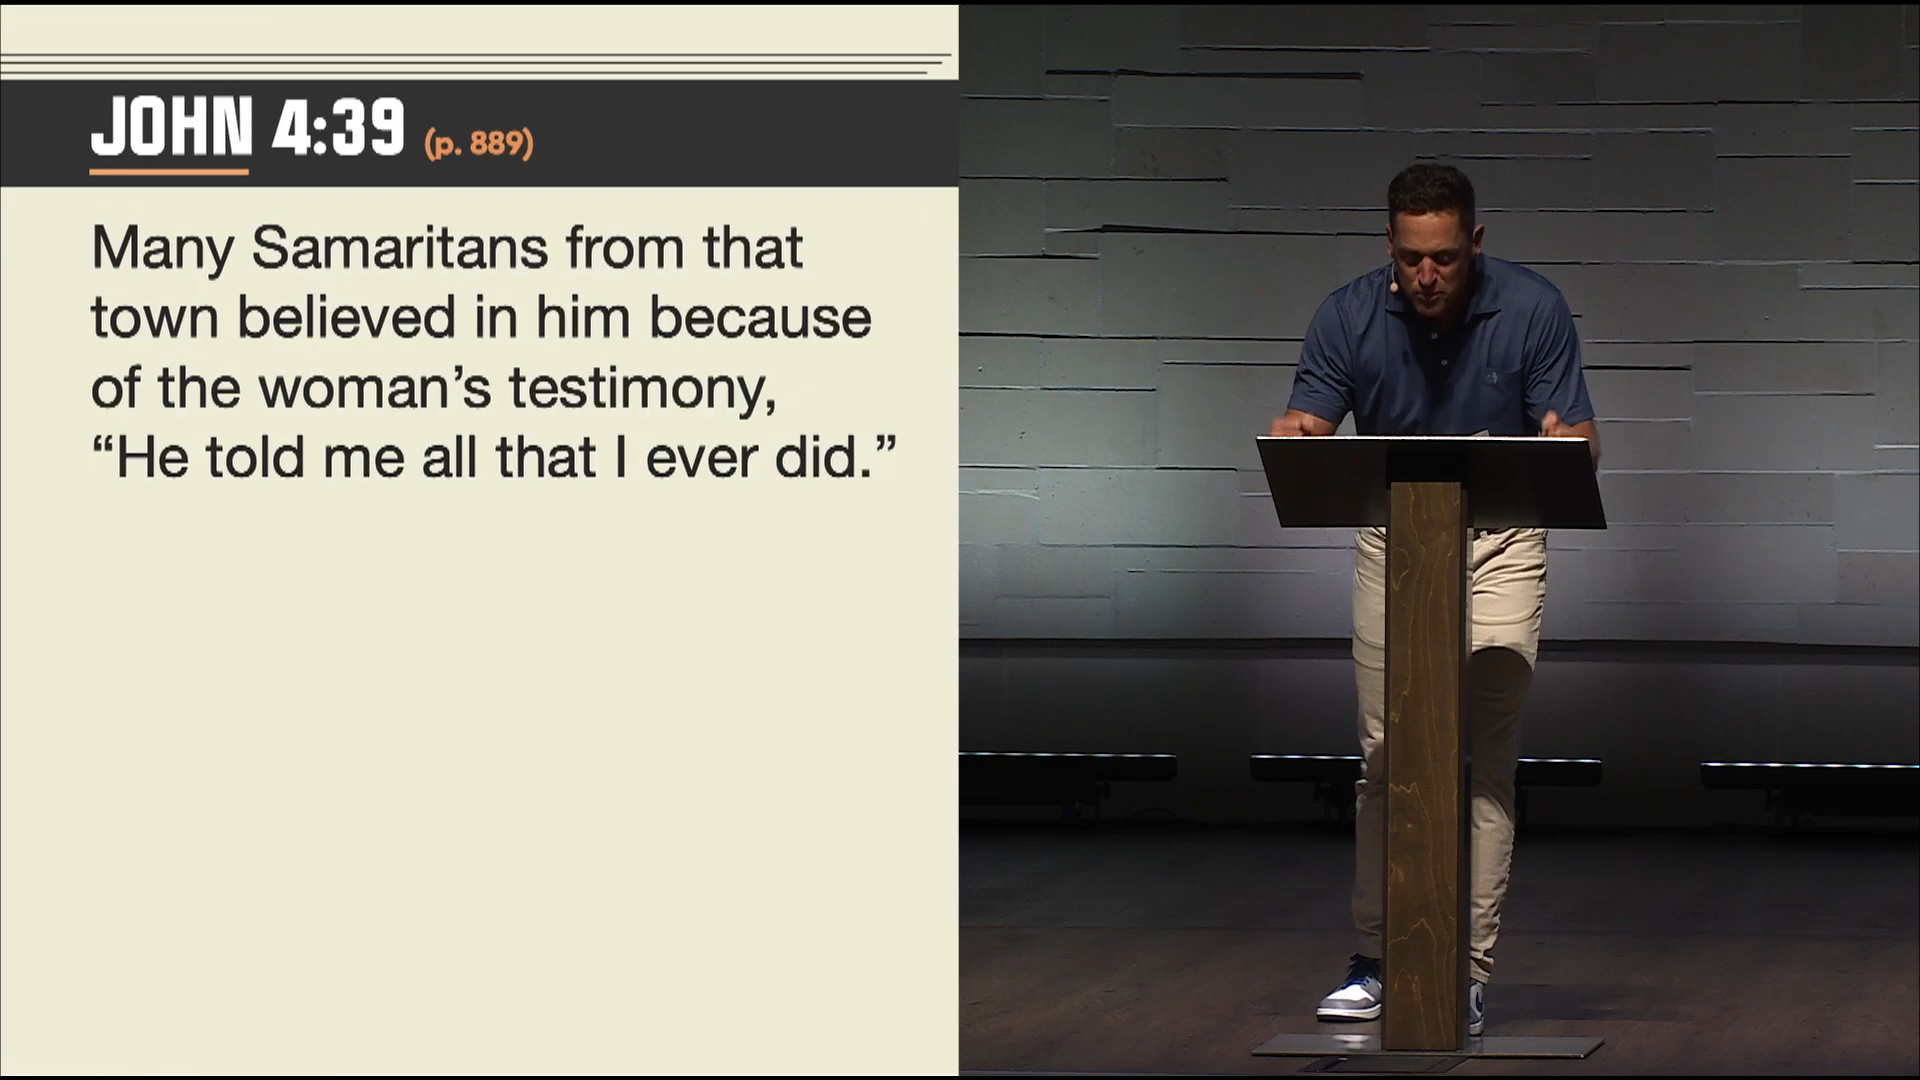 JOHN 4:39 (p. 889)
Many Samaritans from that
town believed in him because
of the woman’s testimony,
“He told me all that I ever did.”